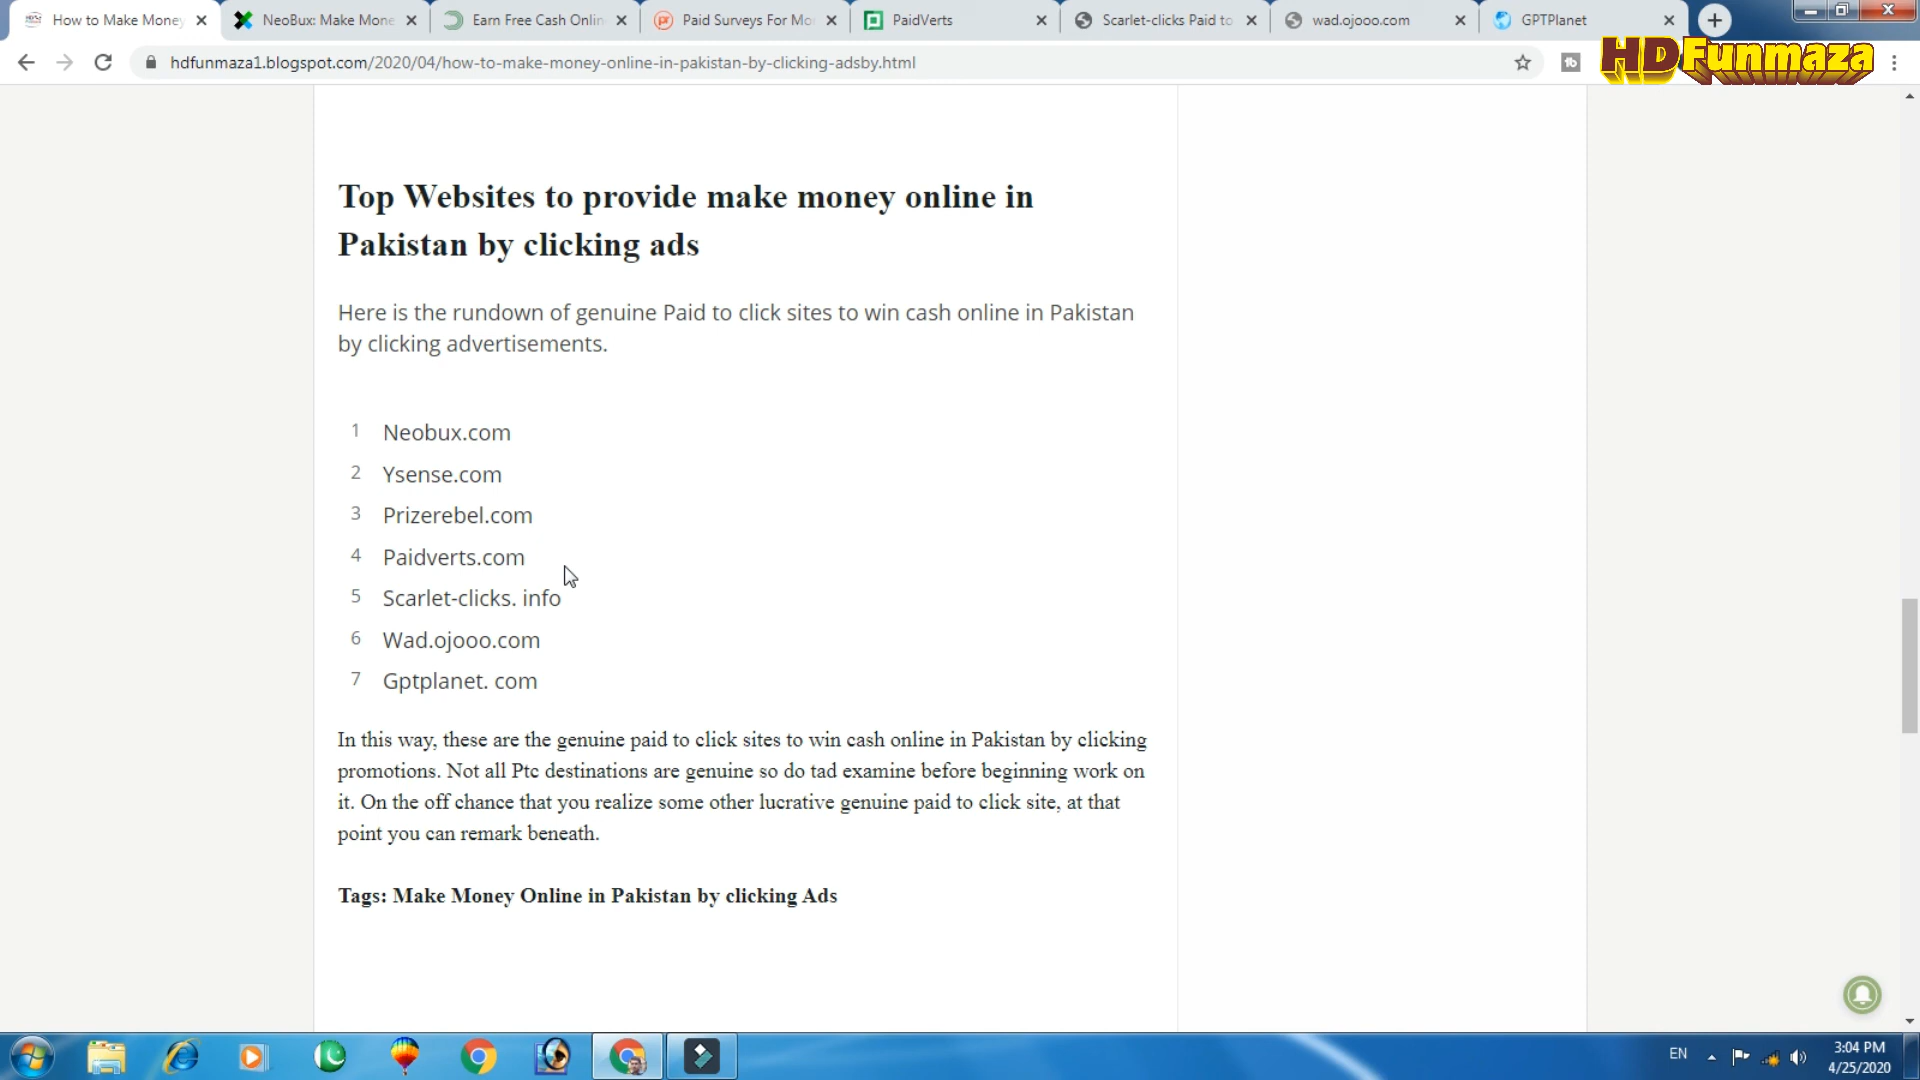 How to Make Money
NeoBux: Make Mone
Earn Free Cash Onlin
Paid Surveys For Mo
PaidVerts
Scarlet-clicks Paid to
wad.ojooo.com
GPTPlanet
hdfunmaza1.blogspot.com/2020/04/how-to-make-money-online-in-pakistan-by-clicking-adsby.html
HDFunmaza
Top Websites to provide make money online in
Pakistan by clicking ads
Here is the rundown of genuine Paid to click sites to win cash online in Pakistan
by clicking advertisements.
1 Neobux.com
2 Ysense.com
3 Prizerebel.com
4 Paidverts.com
5 Scarlet-clicks. info
6 Wad.ojooo.com
7 Gptplanet. com
In this way, these are the genuine paid to click sites to win cash online in Pakistan by clicking
promotions. Not all Ptc destinations are genuine so do tad examine before beginning work on
it. On the off chance that you realize some other lucrative genuine paid to click site, at that
point you can remark beneath.
Tags: Make Money Online in Pakistan by clicking Ads
EN
3:04 PM
4/25/2020